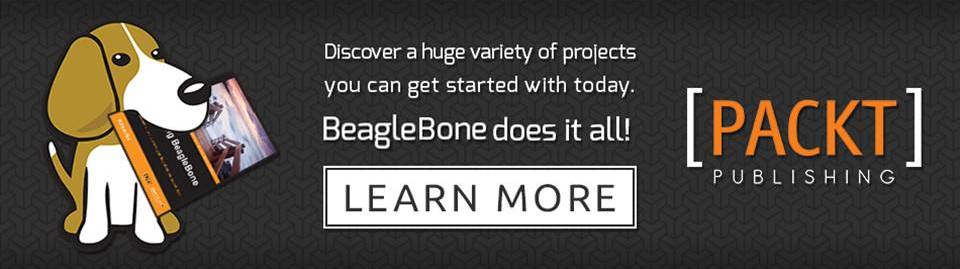 Discover a huge variety of projects
you can get started with today.
BeagleBone does it all!
LEARN MORE
[PACKT]
PUBLISHING
g BeagleBone